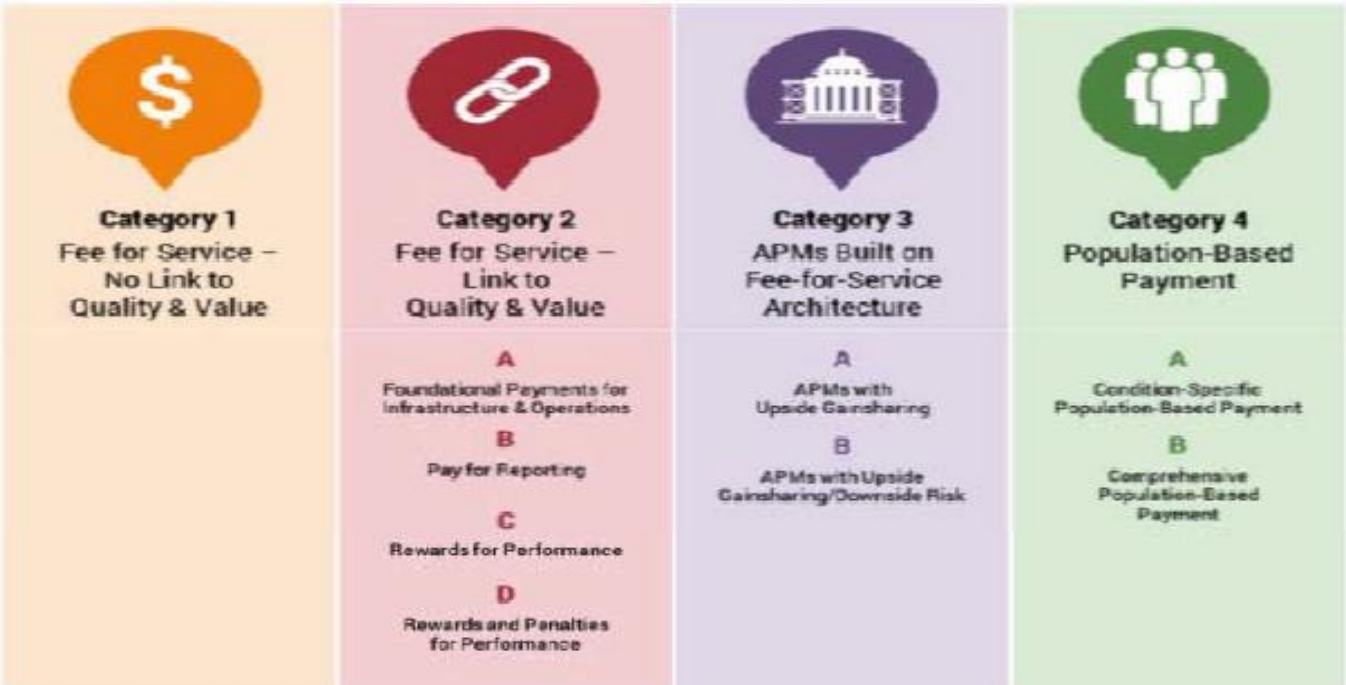 $
Category 1
Fee for Service –
No Link to
Quality & Value
Category 2
Fee for Service –
Link to
Quality & Value
A
Foundational Payments for
Infrastructure & Operations
B
Pay for Reporting
C
Rewards for Performance
D
Rewards and Penalties
for Performance
Category 3
APMs Built on
Fee-for-Service
Architecture
A
APMs with
Upside Gainsharing
B
APMs with Upside
Gainsharing/Downside Risk
Category 4
Population-Based
Payment
A
Condition-Specific
Population-Based Payment
B
Comprehensive
Population-Based
Payment